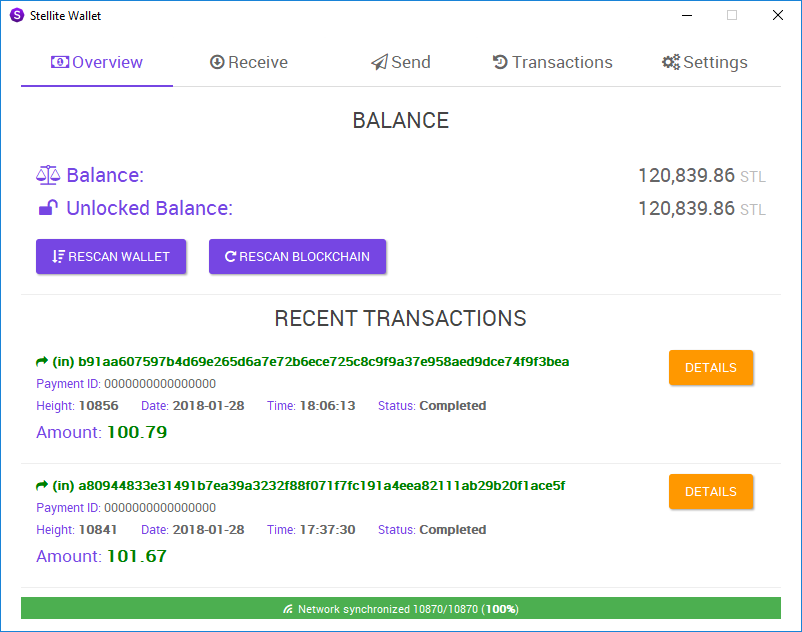 Stellite Wallet
Overview Receive Send Transactions Settings
BALANCE
Balance: 120,839.86 STL
Unlocked Balance: 120,839.86 STL
RESCAN WALLET RESCAN BLOCKCHAIN
RECENT TRANSACTIONS
(in) b91aa607597b4d69e265d6a7e72b6ece725c8c9f9a37e958aed9dce74f9f3bea DETAILS
Payment ID: 0000000000000000
Height: 10856 Date: 2018-01-28 Time: 18:06:13 Status: Completed
Amount: 100.79
(in) a80944833e31491b7ea39a3232f88f071f7fc191a4eea82111ab29b20f1ace5f DETAILS
Payment ID: 0000000000000000
Height: 10841 Date: 2018-01-28 Time: 17:37:30 Status: Completed
Amount: 101.67
Network synchronized 10870/10870 (100%)